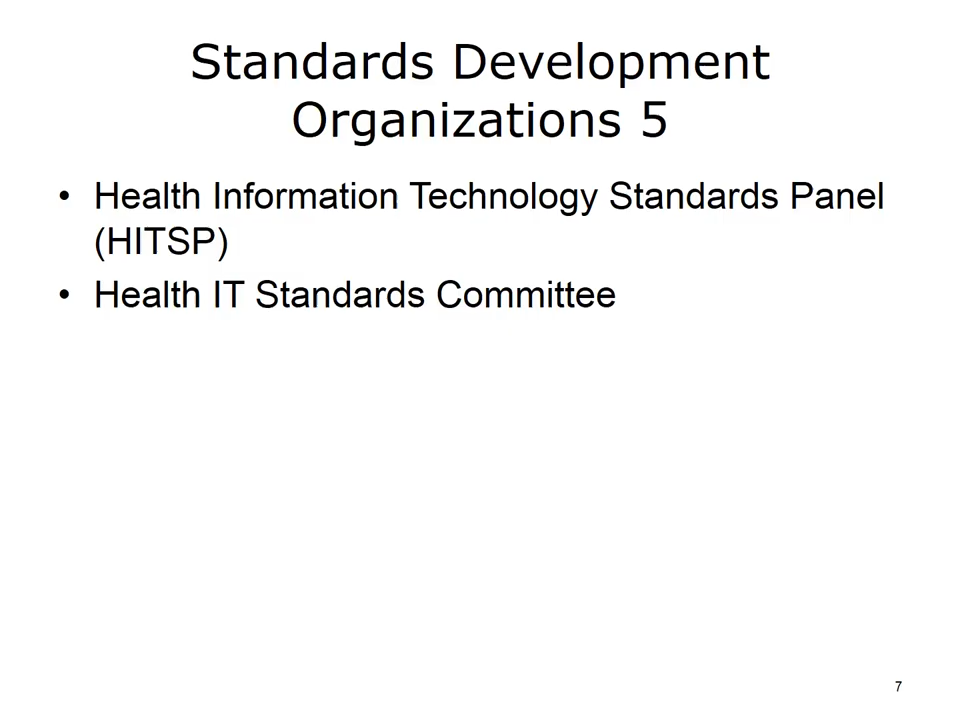 Standards Development
Organizations 5
• Health Information Technology Standards Panel
(HITSP)
• Health IT Standards Committee
7